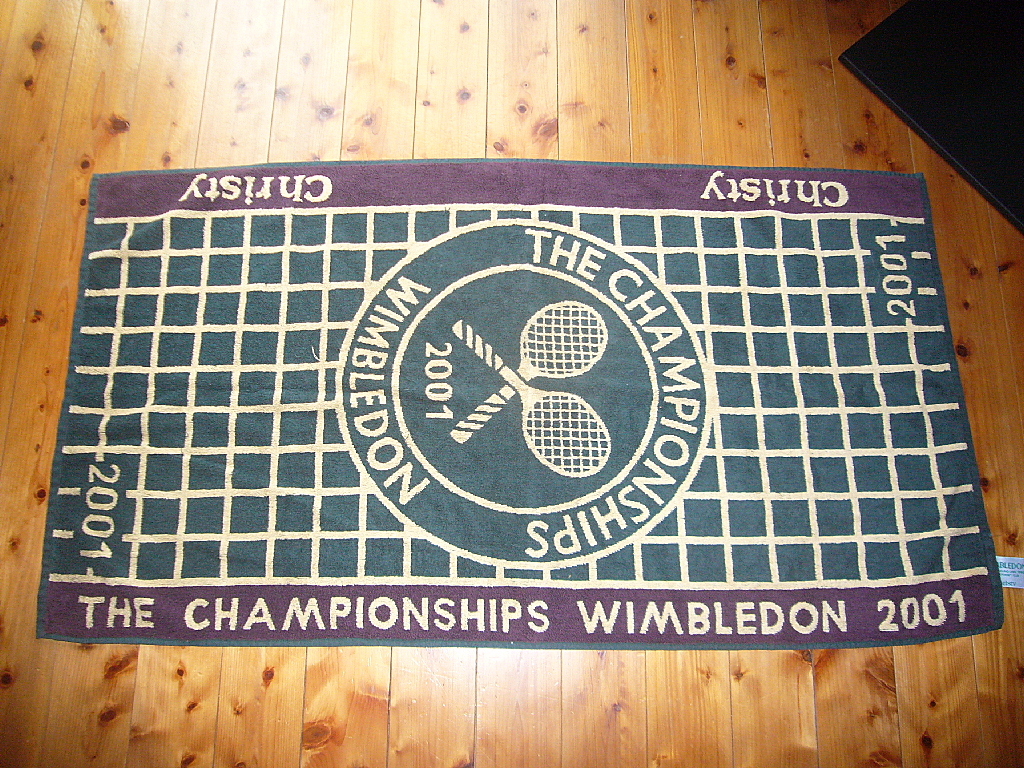 Christy
Christy
THE CHAMPIONSHIPS
WIMBLEDON
2001
2001
2001
THE CHAMPIONSHIPS WIMBLEDON 2001